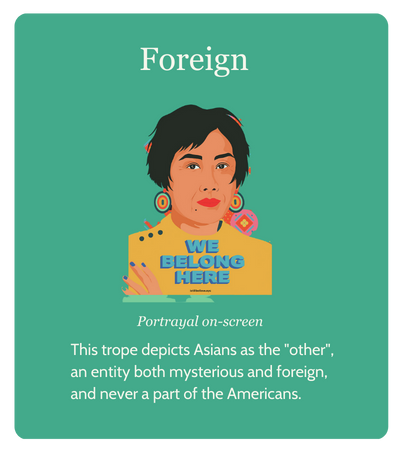 Foreign
WE
BELONG
HERE
Portrayal on-screen
This trope depicts Asians as the "other",
an entity both mysterious and foreign,
and never a part of the Americans.